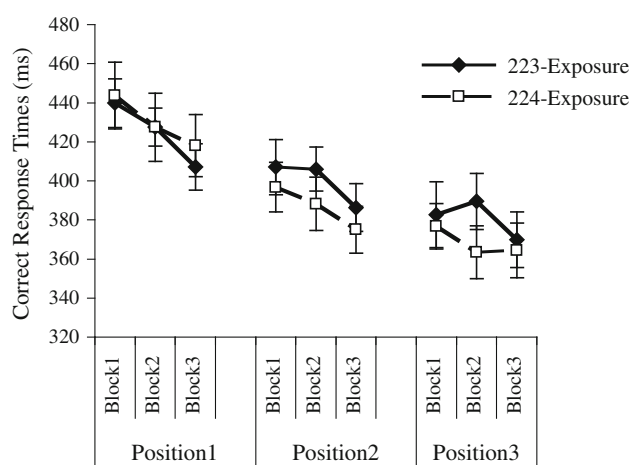 480
460
440
420
400
380
360
340
320
Correct Response Times (ms)
223-Exposure
224-Exposure
Block1 Block2 Block3 Block1 Block2 Block3 Block1 Block2 Block3
Position1 Position2 Position3